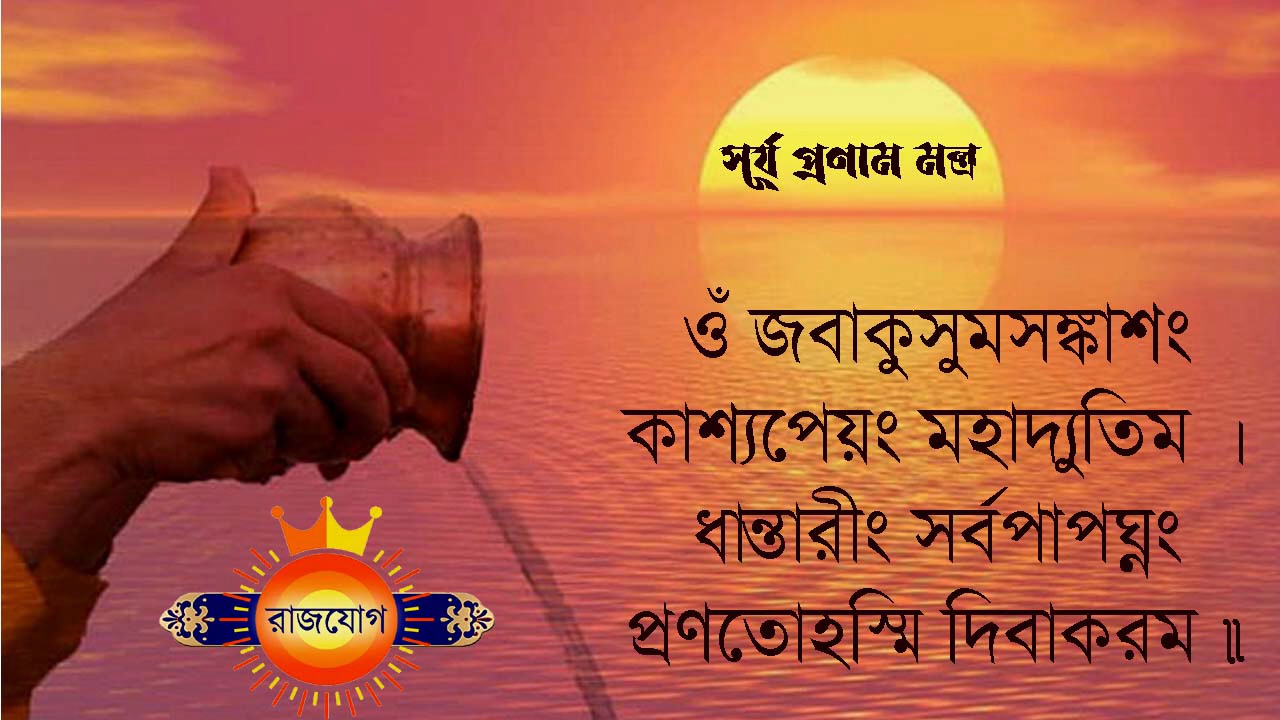 সূর্য প্রণাম মন্ত্র
ওঁ জবাকুসুমসঙ্কাশং
কাশ্যপেয়ং মহাদ্যুতিম ।
ধান্তারীং সর্বপাপঘ্নং
প্রণতোহস্মি দিবাকরম ॥
রাজযোগ